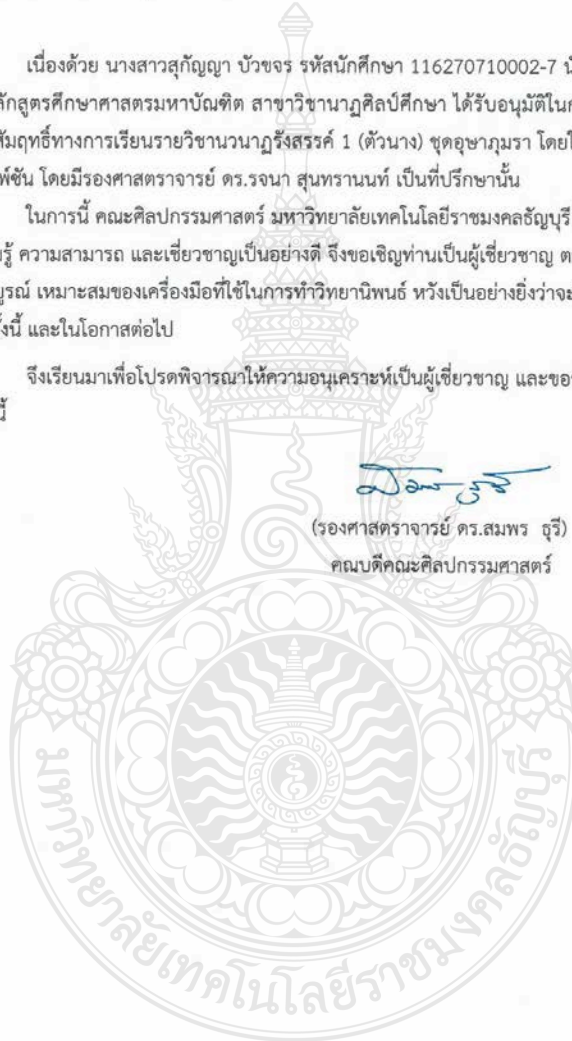 เนื่องด้วย นางสาวสุกัญญา บัวขจร รหัสนักศึกษา 116270710002-7
ลักสูตรศึกษาศาสตรมหาบัณฑิต สาขาวิชานาฏศิลป์ศึกษา ได้รับอนุมัติใน
สัมฤทธิ์ทางการเรียนรายวิชานวนาฏรังสรรค์ 1 (ตัวนาง) ชุดอุษาภุมรา โดย
พ์ชัน โดยมีรองศาสตราจารย์ ดร.รจนา สุนทรานนท์ เป็นที่ปรึกษานั้น
ในการนี้ คณะศิลปกรรมศาสตร์ มหาวิทยาลัยเทคโนโลยีราชมงคลธัญบุรี
รู้ ความสามารถ และเชี่ยวชาญเป็นอย่างดี จึงขอเชิญท่านเป็นผู้เชี่ยวชาญ ต
บูรณ์ เหมาะสมของเครื่องมือที่ใช้ในการทำวิทยานิพนธ์ หวังเป็นอย่างยิ่งว่าจะ
งนี้ และในโอกาสต่อไป
จึงเรียนมาเพื่อโปรดพิจารณาให้ความอนุเคราะห์เป็นผู้เชี่ยวชาญ และขอ
นี้
(รองศาสตราจารย์ ดร.สมพร ธุรี)
คณบดีคณะศิลปกรรมศาสตร์
มหาวิทยาลัยเทคโนโลยีราชมงคลธัญบุรี